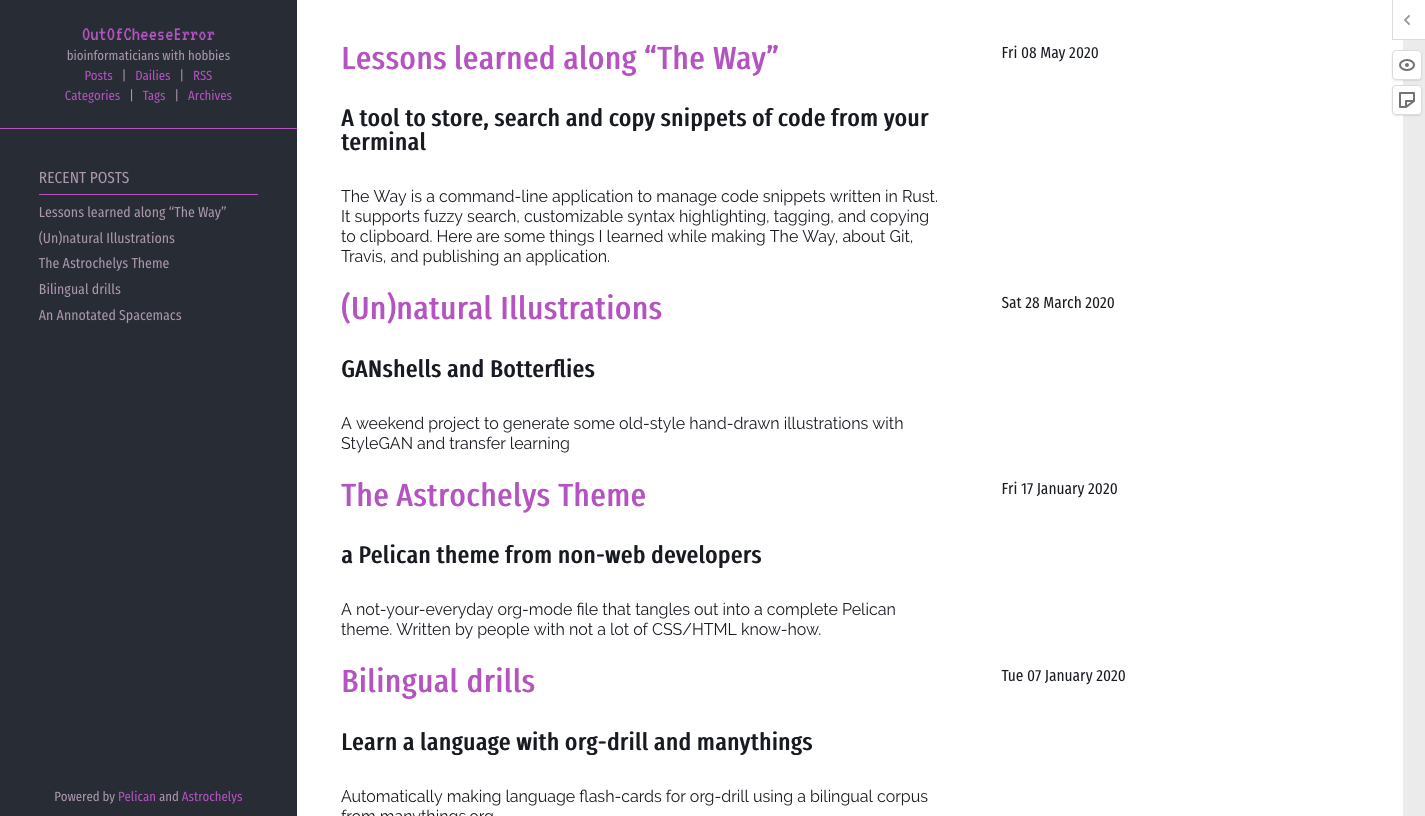 OutOfCheeseError
bioinformaticians with hobbies
Posts | Dailies | RSS
Categories | Tags | Archives
RECENT POSTS
Lessons learned along “The Way”
(Un)natural Illustrations
The Astrochelys Theme
Bilingual drills
An Annotated Spacemacs
Powered by Pelican and Astrochelys
Lessons learned along “The Way”
Fri 08 May 2020
A tool to store, search and copy snippets of code from your
terminal
The Way is a command-line application to manage code snippets written in Rust.
It supports fuzzy search, customizable syntax highlighting, tagging, and copying
to clipboard. Here are some things I learned while making The Way, about Git,
Travis, and publishing an application.
(Un)natural Illustrations
Sat 28 March 2020
GANshells and Botterflies
A weekend project to generate some old-style hand-drawn illustrations with
StyleGAN and transfer learning
The Astrochelys Theme
Fri 17 January 2020
a Pelican theme from non-web developers
A not-your-everyday org-mode file that tangles out into a complete Pelican
theme. Written by people with not a lot of CSS/HTML know-how.
Bilingual drills
Tue 07 January 2020
Learn a language with org-drill and manythings
Automatically making language flash-cards for org-drill using a bilingual corpus
from manythings.org